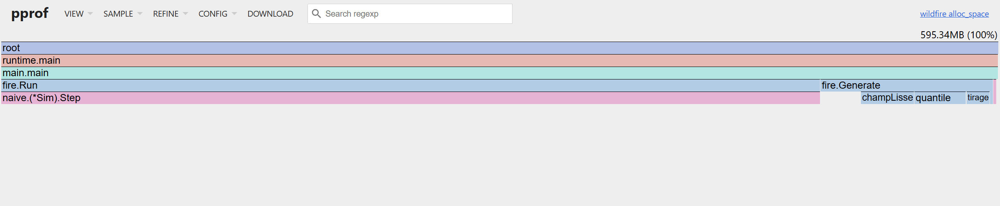 pprof VIEW SAMPLE REFINE CONFIG DOWNLOAD Search regexp wildfire alloc_space
595.34MB (100%)
root
runtime.main
main.main
fire.Run fire.Generate
naive.(*Sim).Step champLisse quantile tirage